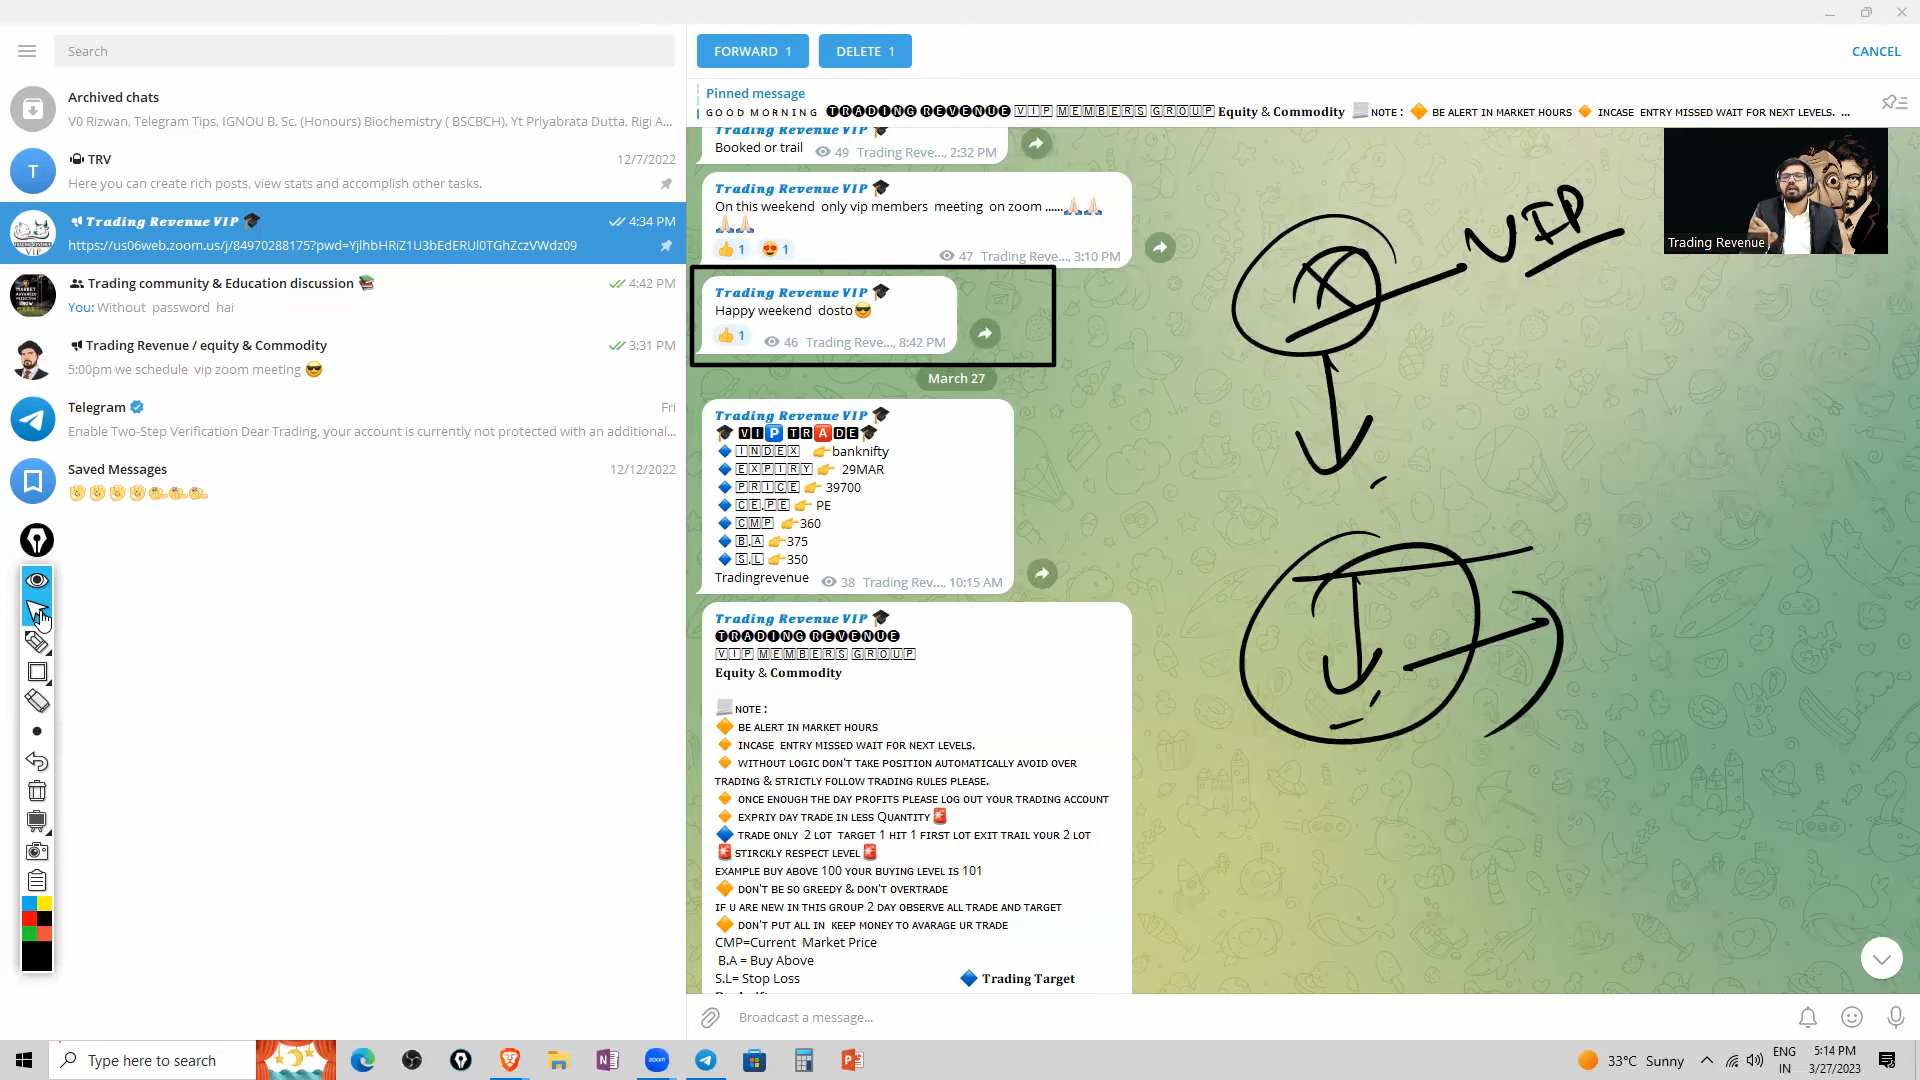 Search
FORWARD 1
DELETE 1
CANCEL
Pinned message
GOOD MORNING TRADING REVENUE VIP MEMBERS GROUP Equity & Commodity NOTE : 🔶 BE ALERT IN MARKET HOURS 🔸 INCASE ENTRY MISSED WAIT FOR NEXT LEVELS. ...
Archived chats
V0 Rizwan, Telegram Tips, IGNOU B. Sc. (Honours) Biochemistry ( BSCBCH), Yt Priyabrata Dutta, Rigi A...
T
TRV
12/7/2022
Here you can create rich posts, view stats and accomplish other tasks.
VIP
Trading Revenue VIP 🎓
4:34 PM
https://us06web.zoom.us/j/84970288175?pwd=YjlhbHRiZ1U3bEdERUl0TGhZczVWdz09
Trading community & Education discussion 📚
4:42 PM
You: Without password hai
Trading Revenue / equity & Commodity
3:31 PM
5:00pm we schedule vip zoom meeting 😎
Telegram
Fri
Enable Two-Step Verification Dear Trading, your account is currently not protected with an additional...
Saved Messages
12/12/2022
Trading Revenue VIP 🎓
Booked or trail
49 Trading Reve..., 2:32 PM
Trading Revenue VIP 🎓
On this weekend only vip members meeting on zoom ......🙏🏻🙏🏻
🙏🏻🙏🏻
👍 1 😍 1
47 Trading Reve..., 3:10 PM
Trading Revenue VIP 🎓
Happy weekend dosto😎
👍 1
46 Trading Reve..., 8:42 PM
March 27
Trading Revenue VIP 🎓
🎓 VIP TRADE🎓
🔷 INDEX 👉banknifty
🔷 EXPIRY 👉 29MAR
🔷 PRICE 👉 39700
🔷 CE.PE 👉 PE
🔷 CMP 👉360
🔷 B.A 👉375
🔷 S.L 👉350
Tradingrevenue
38 Trading Rev..., 10:15 AM
Trading Revenue VIP 🎓
TRADING REVENUE
VIP MEMBERS GROUP
Equity & Commodity
NOTE :
🔶 BE ALERT IN MARKET HOURS
🔸 INCASE ENTRY MISSED WAIT FOR NEXT LEVELS.
🔸 WITHOUT LOGIC DON'T TAKE POSITION AUTOMATICALLY AVOID OVER
TRADING & STRICTLY FOLLOW TRADING RULES PLEASE.
🔸 ONCE ENOUGH THE DAY PROFITS PLEASE LOG OUT YOUR TRADING ACCOUNT
🔸 EXPRIY DAY TRADE IN LESS QUANTITY 🚨
🔷 TRADE ONLY 2 LOT TARGET 1 HIT 1 FIRST LOT EXIT TRAIL YOUR 2 LOT
🚨 STIRCKLY RESPECT LEVEL 🚨
EXAMPLE BUY ABOVE 100 YOUR BUYING LEVEL IS 101
🔶 DON'T BE SO GREEDY & DON'T OVERTRADE
IF U ARE NEW IN THIS GROUP 2 DAY OBSERVE ALL TRADE AND TARGET
🔶 DON'T PUT ALL IN KEEP MONEY TO AVARAGE UR TRADE
CMP=Current Market Price
B.A = Buy Above
S.L= Stop Loss 🔷 Trading Target
VIP
Trading Revenue
Broadcast a message...
Type here to search
33°C Sunny
ENG
IN
5:14 PM
3/27/2023